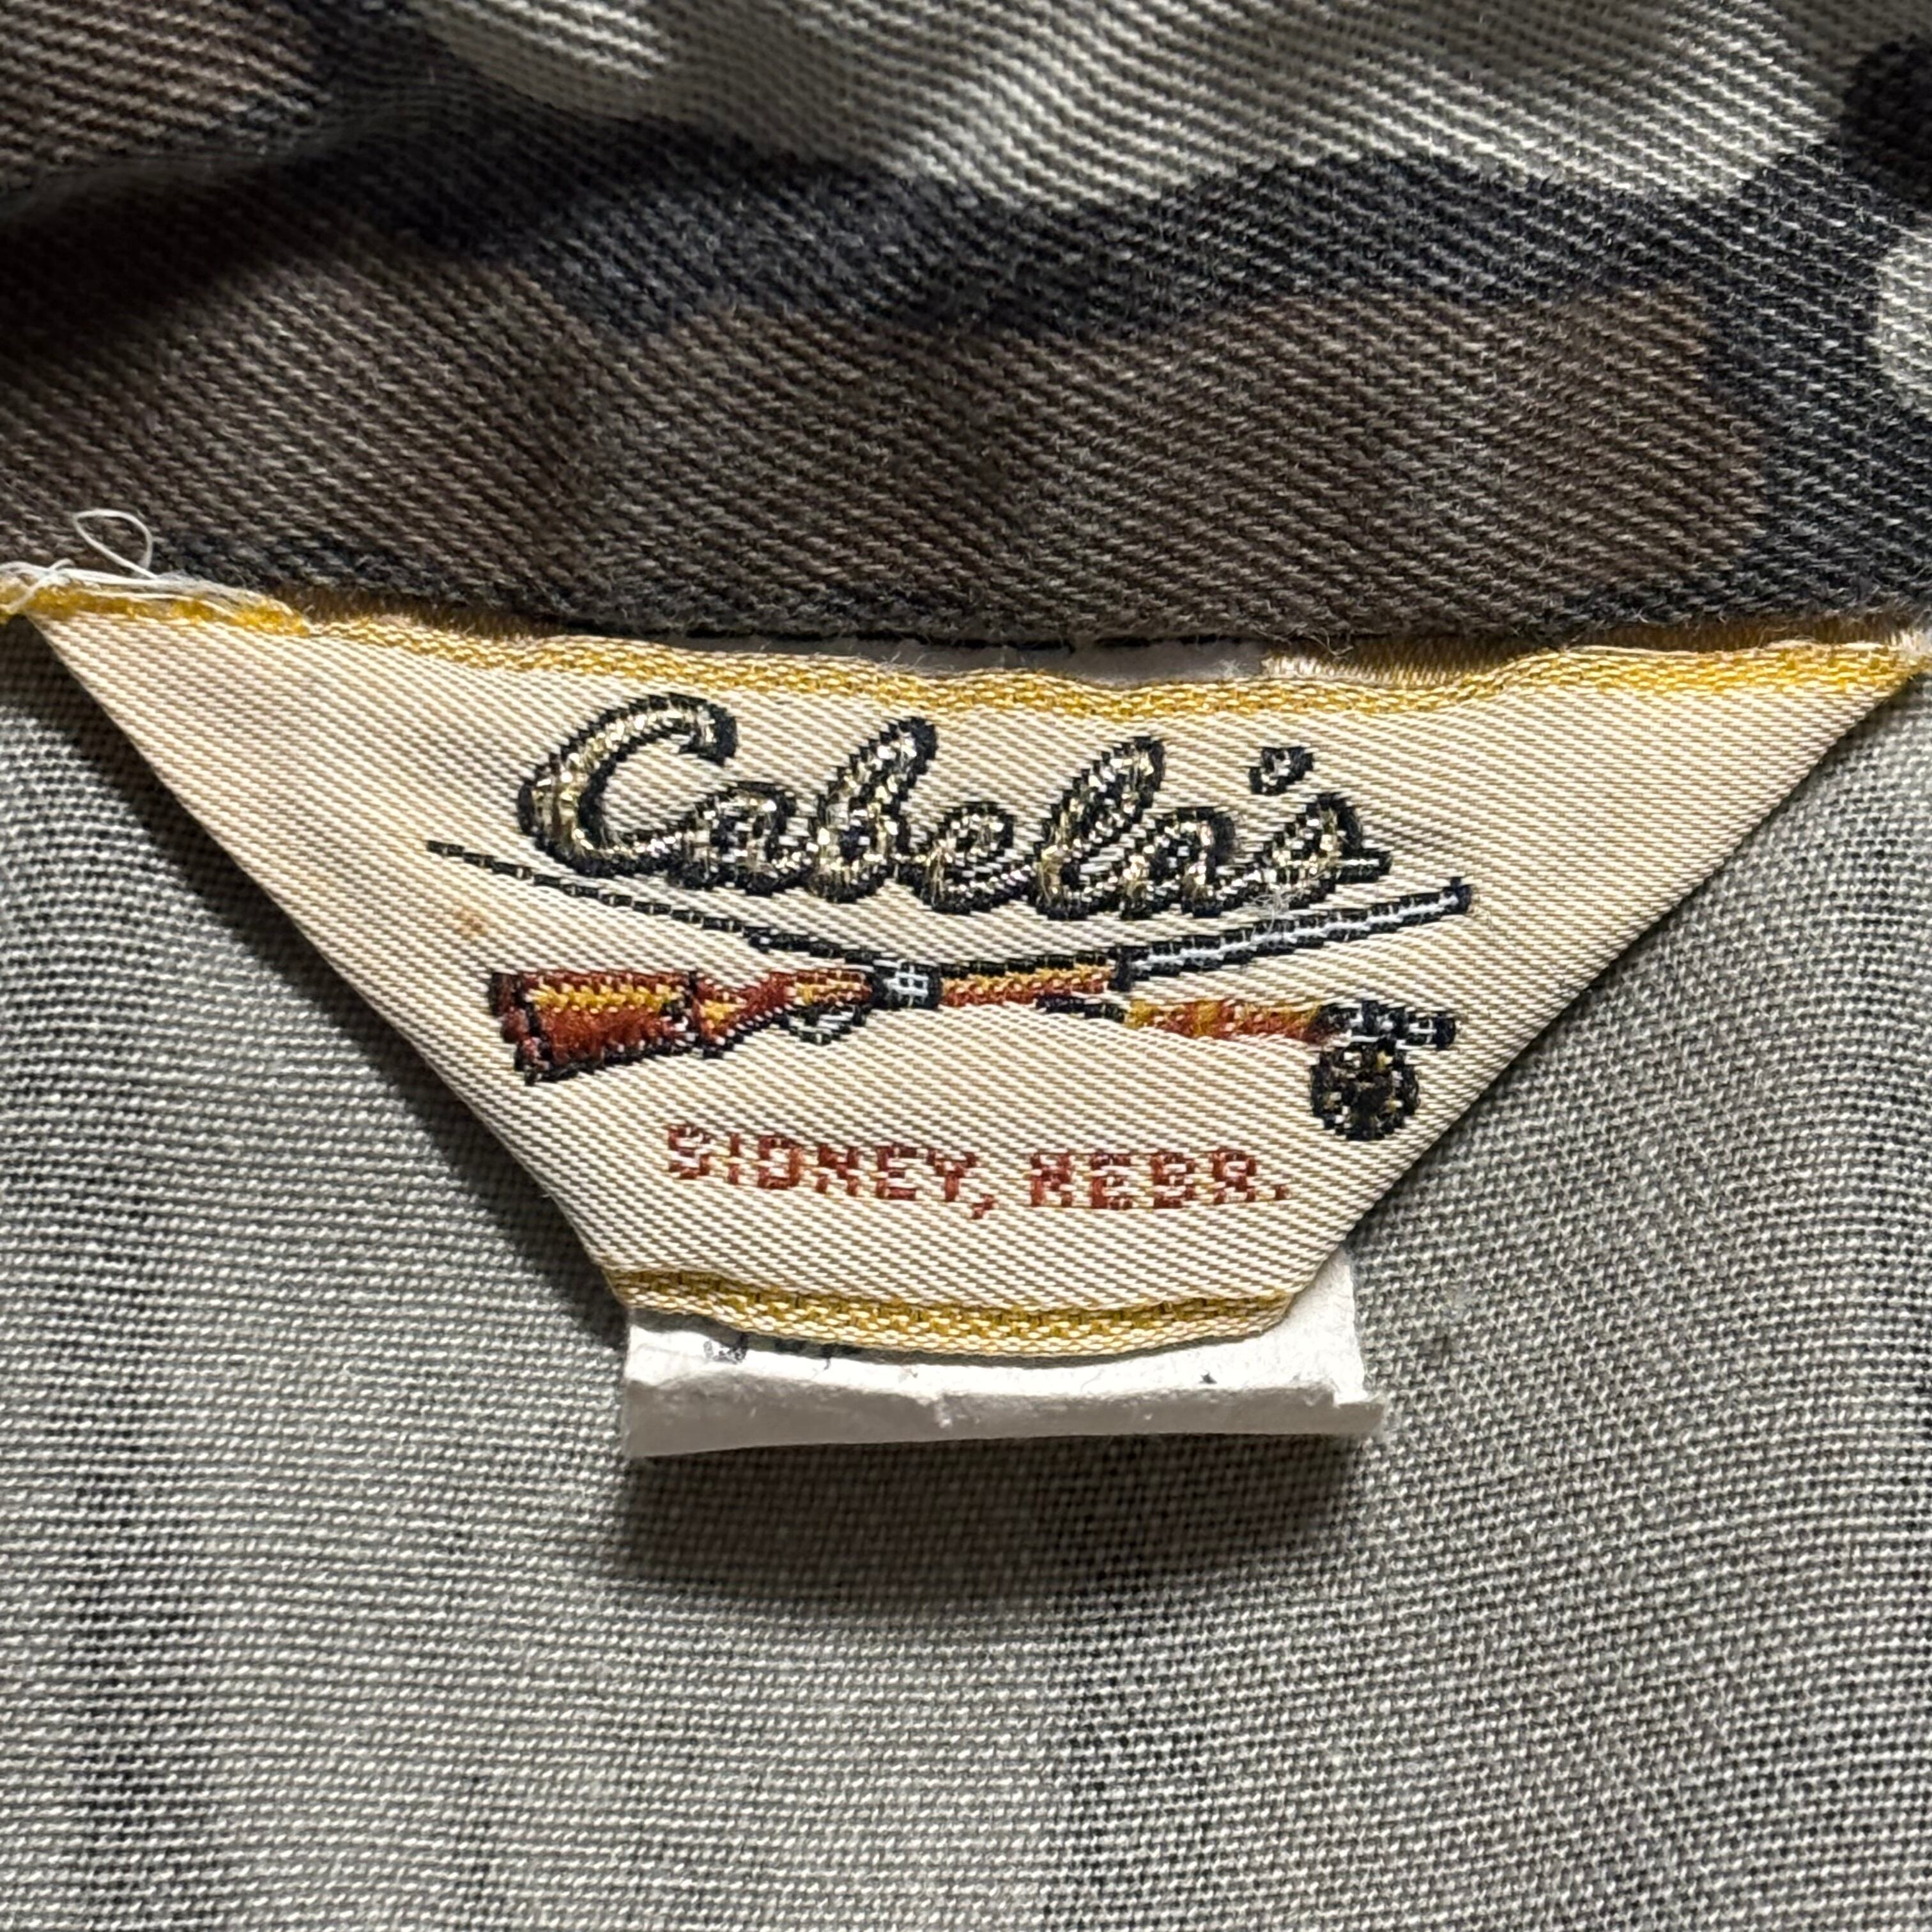 Cabela's
SIDNEY, NEBR.